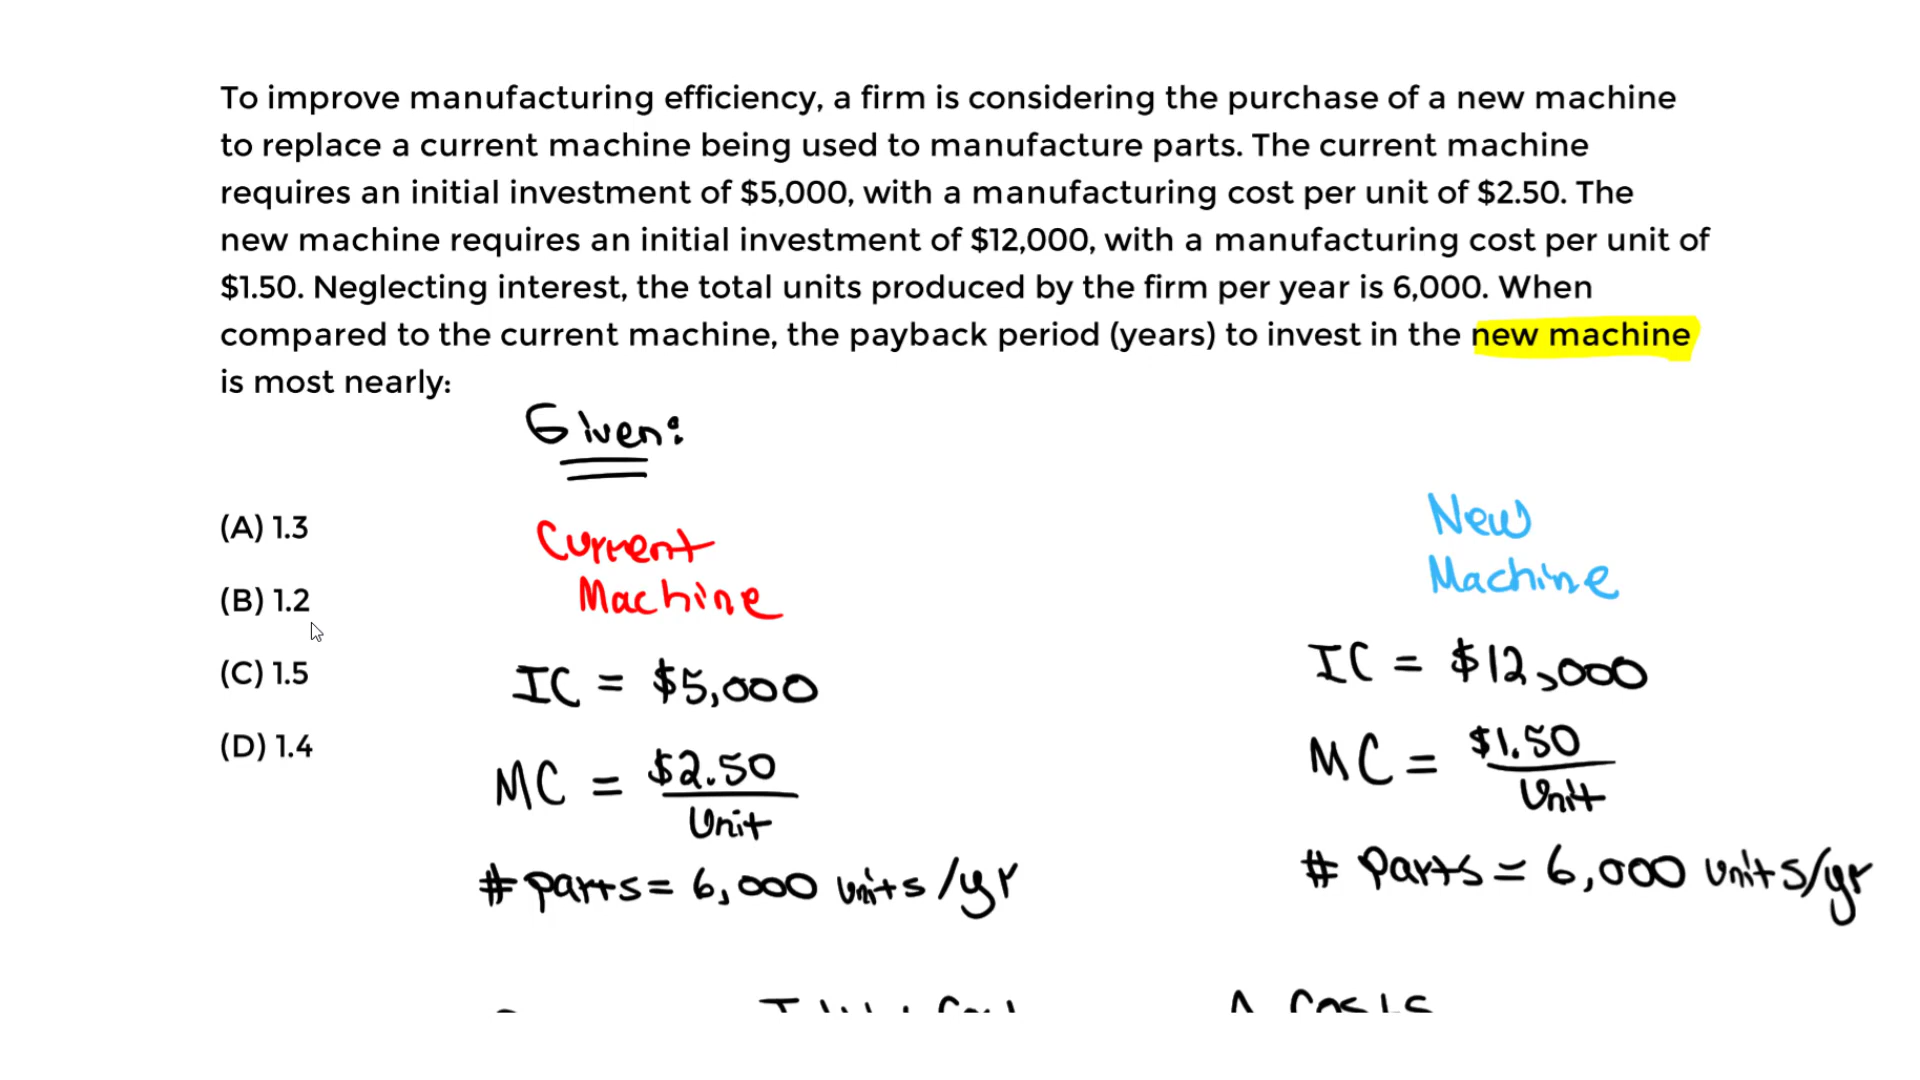 To improve manufacturing efficiency, a firm is considering the purchase of a new machine
to replace a current machine being used to manufacture parts. The current machine
requires an initial investment of $5,000, with a manufacturing cost per unit of $2.50. The
new machine requires an initial investment of $12,000, with a manufacturing cost per unit of
$1.50. Neglecting interest, the total units produced by the firm per year is 6,000. When
compared to the current machine, the payback period (years) to invest in the new machine
is most nearly:
Given:
(A) 1.3
(B) 1.2
(C) 1.5
(D) 1.4
Current
Machine
IC = $5,000
MC = $2.50
Unit
# parts = 6,000 units/yr
New
Machine
IC = $12,000
MC = $1.50
Unit
# Parts = 6,000 units/yr